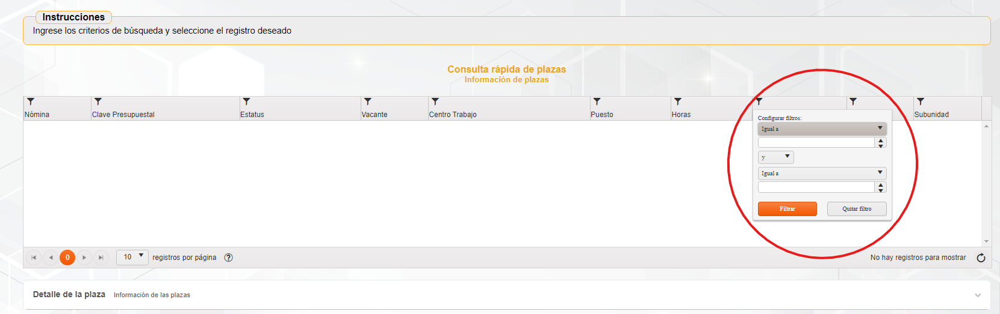 Instrucciones
Ingrese los criterios de búsqueda y seleccione el registro deseado
Consulta rápida de plazas
Información de plazas
Nómina Clave Presupuestal Estatus Vacante Centro Trabajo Puesto Horas Subunidad
Configurar filtros:
Igual a
y
Igual a
Filtrar Quitar filtro
0 10 registros por página ? No hay registros para mostrar
Detalle de la plaza Información de las plazas